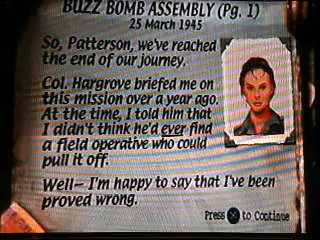 BUZZ BOMB ASSEMBLY (Pg. 1)
25 March 1945
So, Patterson, we've reached
the end of our journey.
Col. Hargrove briefed me on
this mission over a year ago.
At the time, I told him that
I didn't think he'd ever find
a field operative who could
pull it off.
Well— I'm happy to say that I've been
proved wrong.
Press X to Continue